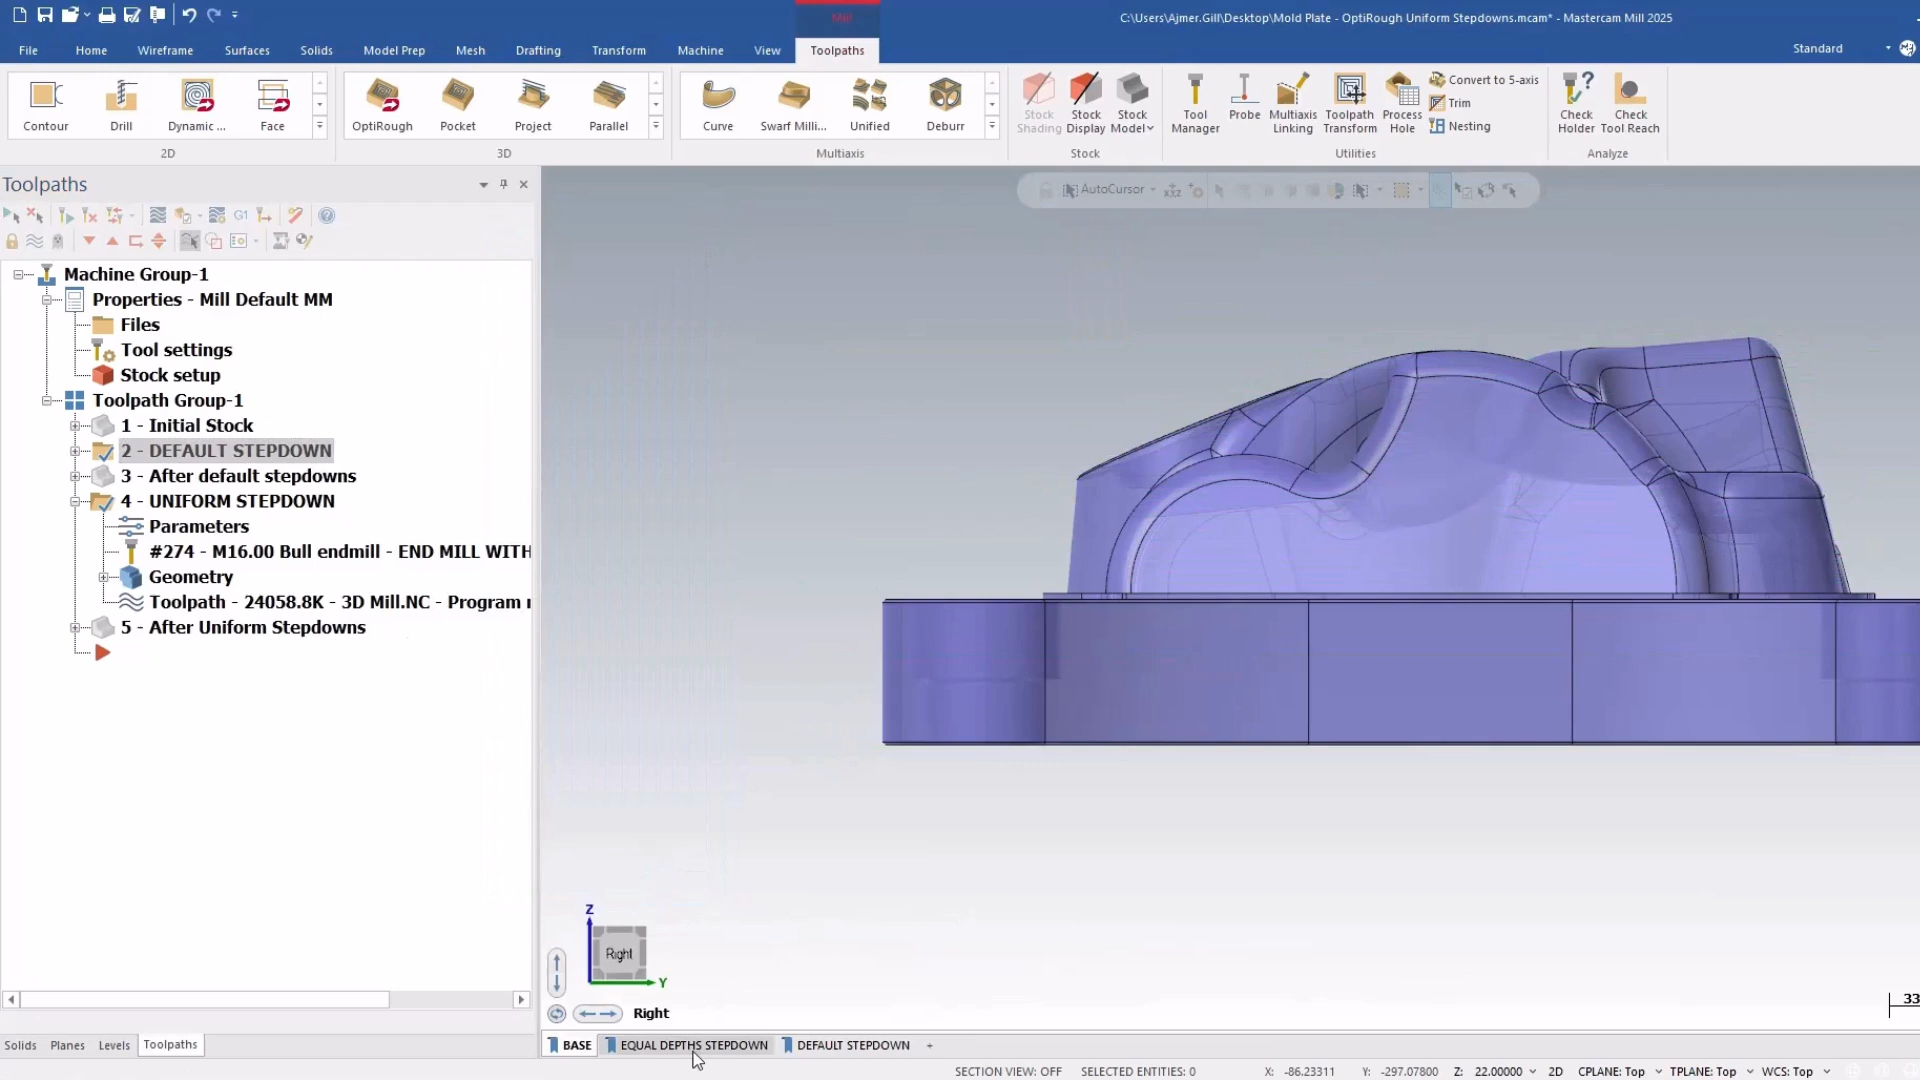 Mill
C:\Users\Ajmer.Gill\Desktop\Mold Plate - OptiRough Uniform Stepdowns.mcam* - Mastercam Mill 2025
File Home Wireframe Surfaces Solids Model Prep Mesh Drafting Transform Machine View Toolpaths Standard
Contour Drill Dynamic ... Face
2D
OptiRough Pocket Project Parallel
3D
Curve Swarf Milli... Unified Deburr
Multiaxis
Stock Shading Stock Display Stock Model
Stock
Tool Manager Probe Multiaxis Linking Toolpath Transform Process Hole
Convert to 5-axis
Trim
Nesting
Utilities
Check Holder Check Tool Reach
Analyze
Toolpaths
G1
AutoCursor
Machine Group-1
Properties - Mill Default MM
Files
Tool settings
Stock setup
Toolpath Group-1
1 - Initial Stock
2 - DEFAULT STEPDOWN
3 - After default stepdowns
4 - UNIFORM STEPDOWN
Parameters
#274 - M16.00 Bull endmill - END MILL WITH
Geometry
Toolpath - 24058.8K - 3D Mill.NC - Program
5 - After Uniform Stepdowns
Z
Right
Y
Right
33
Solids Planes Levels Toolpaths
BASE EQUAL DEPTHS STEPDOWN DEFAULT STEPDOWN +
SECTION VIEW: OFF SELECTED ENTITIES: 0 X: -86.23311 Y: -297.07800 Z: 22.00000 2D CPLANE: Top TPLANE: Top WCS: Top